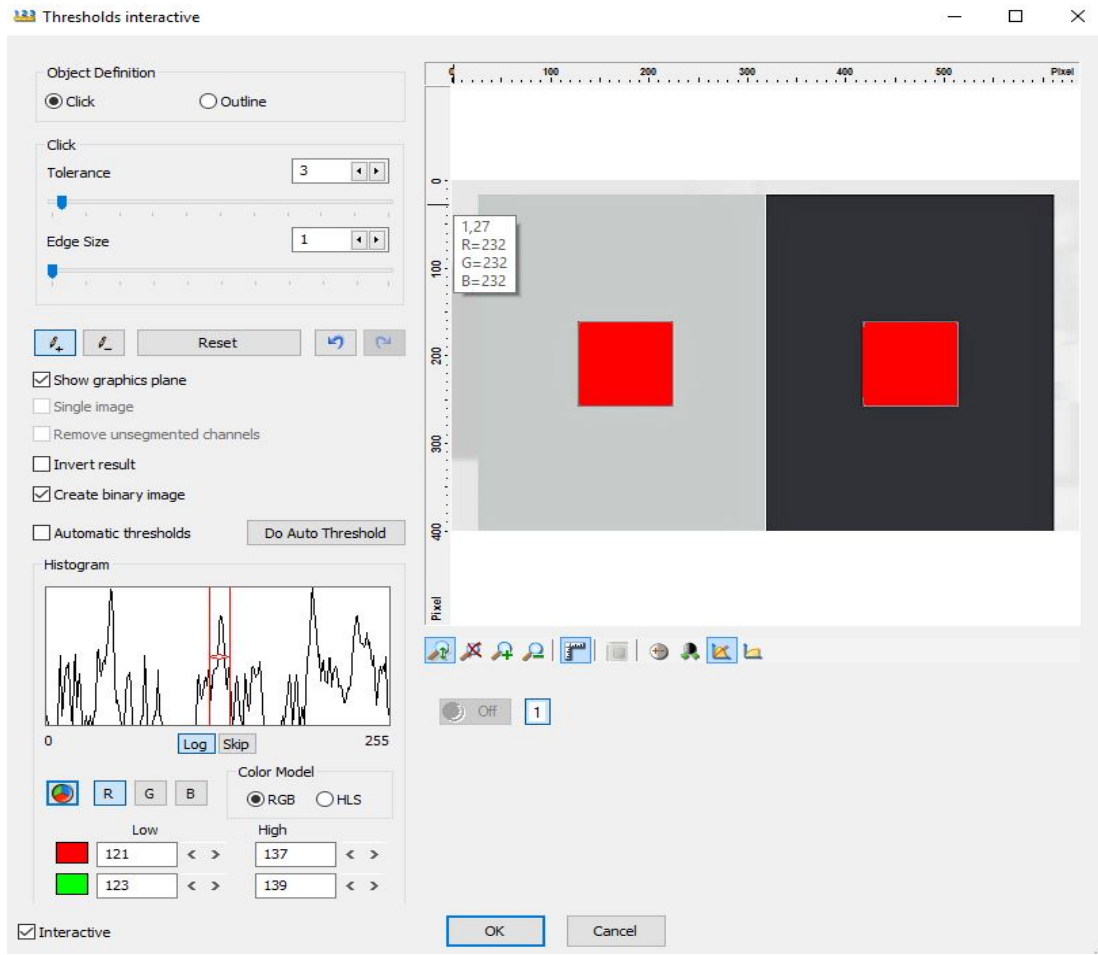 Thresholds interactive
Object Definition
Click Outline
Click
Tolerance 3
Edge Size 1
Reset
Show graphics plane
Single image
Remove unsegmented channels
Invert result
Create binary image
Automatic thresholds Do Auto Threshold
Histogram
0 255
Log Skip
Color Model
R G B RGB HLS
Low High
121 < > 137 < >
123 < > 139 < >
Interactive
0 100 200 300 400 500 Pixel
0
100
200
300
400
Pixel
1,27
R=232
G=232
B=232
Off 1
OK Cancel